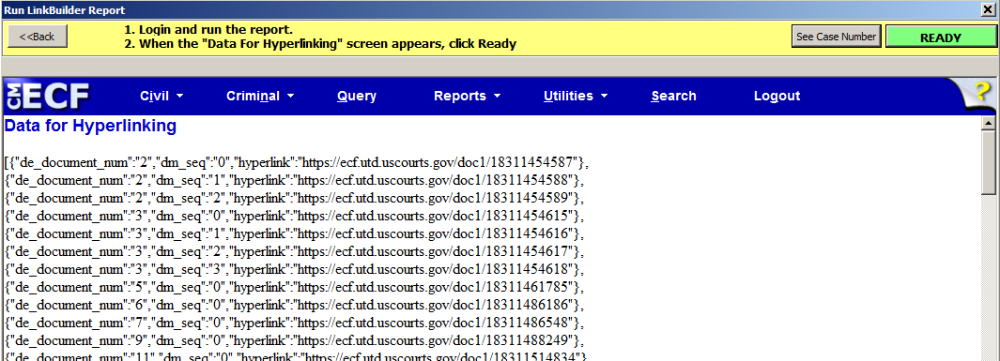 Run LinkBuilder Report
<<Back
1. Login and run the report.
2. When the "Data For Hyperlinking" screen appears, click Ready
See Case Number
READY
CM ECF Civil Criminal Query Reports Utilities Search Logout ?
Data for Hyperlinking
[{"de_document_num":"2","dm_seq":"0","hyperlink":"https://ecf.utd.uscourts.gov/doc1/18311454587"},
{"de_document_num":"2","dm_seq":"1","hyperlink":"https://ecf.utd.uscourts.gov/doc1/18311454588"},
{"de_document_num":"2","dm_seq":"2","hyperlink":"https://ecf.utd.uscourts.gov/doc1/18311454589"},
{"de_document_num":"3","dm_seq":"0","hyperlink":"https://ecf.utd.uscourts.gov/doc1/18311454615"},
{"de_document_num":"3","dm_seq":"1","hyperlink":"https://ecf.utd.uscourts.gov/doc1/18311454616"},
{"de_document_num":"3","dm_seq":"2","hyperlink":"https://ecf.utd.uscourts.gov/doc1/18311454617"},
{"de_document_num":"3","dm_seq":"3","hyperlink":"https://ecf.utd.uscourts.gov/doc1/18311454618"},
{"de_document_num":"5","dm_seq":"0","hyperlink":"https://ecf.utd.uscourts.gov/doc1/18311461785"},
{"de_document_num":"6","dm_seq":"0","hyperlink":"https://ecf.utd.uscourts.gov/doc1/18311486186"},
{"de_document_num":"7","dm_seq":"0","hyperlink":"https://ecf.utd.uscourts.gov/doc1/18311486548"},
{"de_document_num":"9","dm_seq":"0","hyperlink":"https://ecf.utd.uscourts.gov/doc1/18311488249"},
{"de_document_num":"11","dm_seq":"0","hyperlink":"https://ecf.utd.uscourts.gov/doc1/18311514834"}